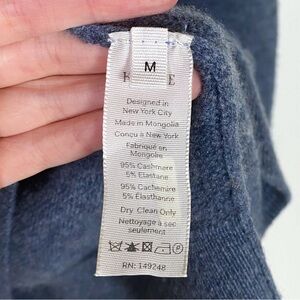 M
Designed in
New York City
Made in Mongolia
Conçu a New York
Fabriqué en
Mongolie
95% Cashmere
5% Elastane
95% Cachemire
5% Élasthanne
Dry Clean Only
Nettoyage à sec
seulement
RN: 149248